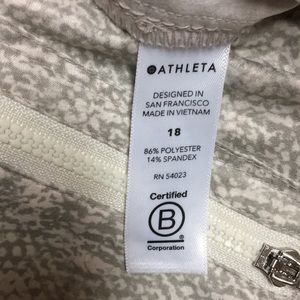 ATHLETA
DESIGNED IN
SAN FRANCISCO
MADE IN VIETNAM
18
86% POLYESTER
14% SPANDEX
RN 54023
Certified
B
Corporation